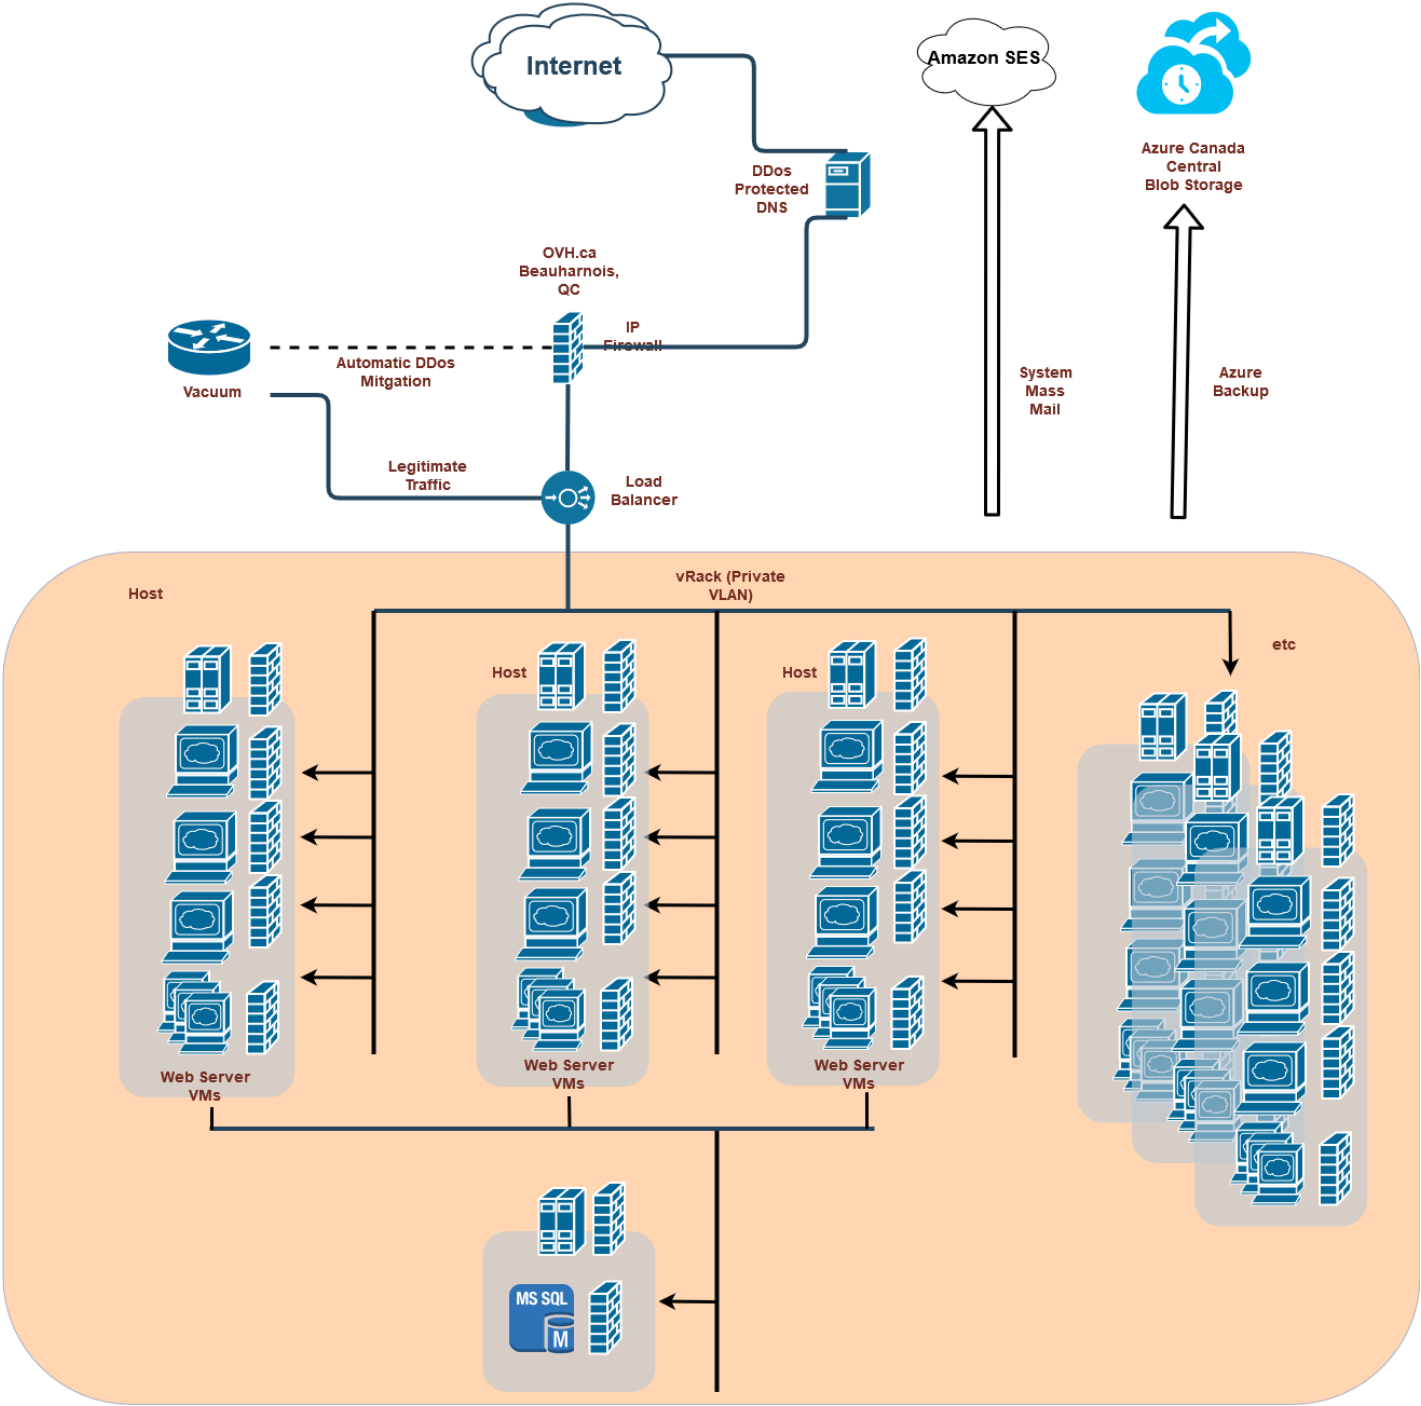 Internet
Amazon SES
Azure Canada
Central
Blob Storage
DDos
Protected
DNS
OVH.ca
Beauharnois,
QC
IP
Firewall
Automatic DDos
Mitgation
Vacuum
System
Mass
Mail
Azure
Backup
Legitimate
Traffic
Load
Balancer
vRack (Private
VLAN)
Host
etc
Host
Host
Web Server
VMs
Web Server
VMs
Web Server
VMs
MS SQL
M